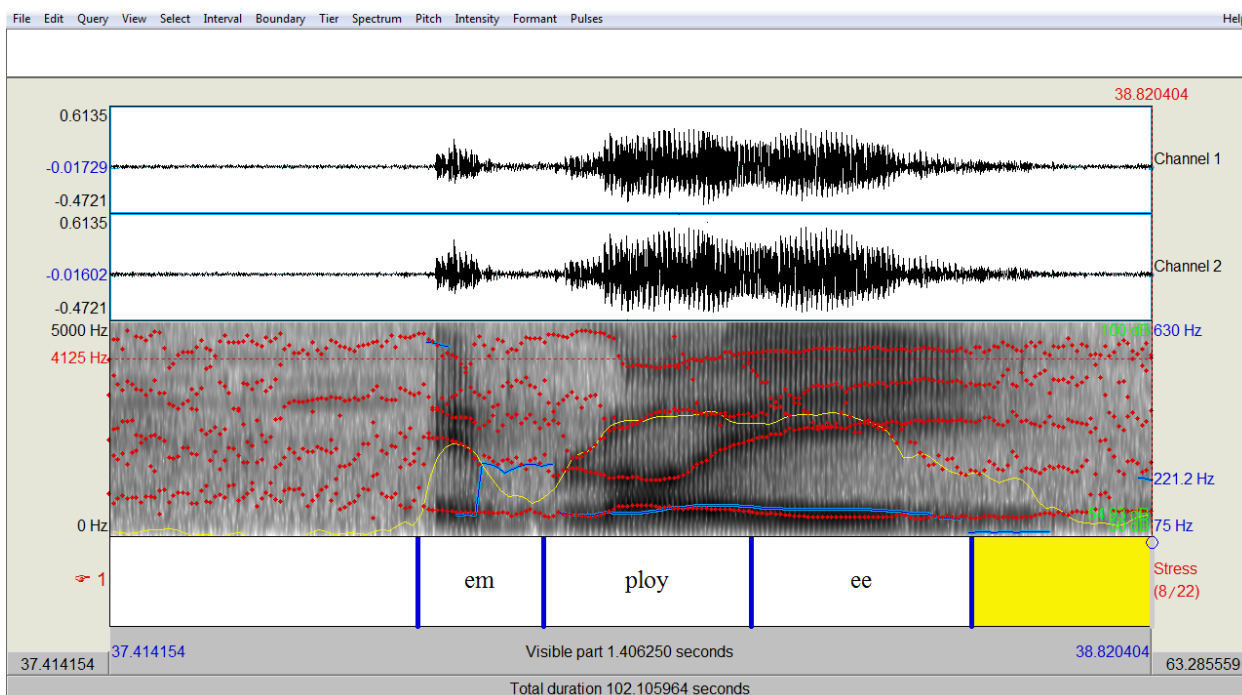 File Edit Query View Select Interval Boundary Tier Spectrum Pitch Intensity Formant Pulses Help
38.820404
0.6135
-0.01729
-0.4721
Channel 1
0.6135
-0.01602
-0.4721
Channel 2
5000 Hz
100 dB 630 Hz
4125 Hz
221.2 Hz
0 Hz
75 Hz
1
em ploy ee
Stress
(8/22)
37.414154 37.414154 Visible part 1.406250 seconds 38.820404 63.285559
Total duration 102.105964 seconds